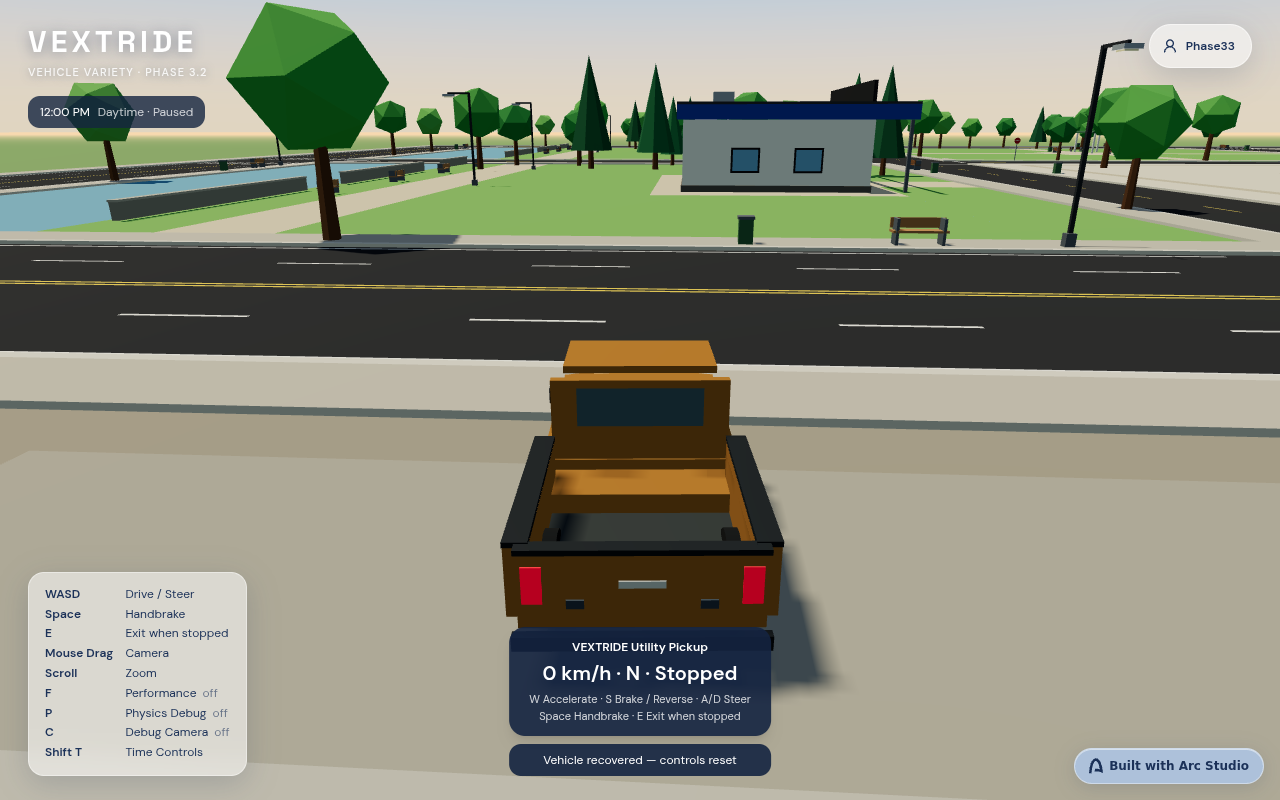 VEXTRIDE
VEHICLE VARIETY · PHASE 3.2
12:00 PM Daytime · Paused
Phase33
WASD Drive / Steer
Space Handbrake
E Exit when stopped
Mouse Drag Camera
Scroll Zoom
F Performance off
P Physics Debug off
C Debug Camera off
Shift T Time Controls
VEXTRIDE Utility Pickup
0 km/h · N · Stopped
W Accelerate · S Brake / Reverse · A/D Steer
Space Handbrake · E Exit when stopped
Vehicle recovered — controls reset
Built with Arc Studio